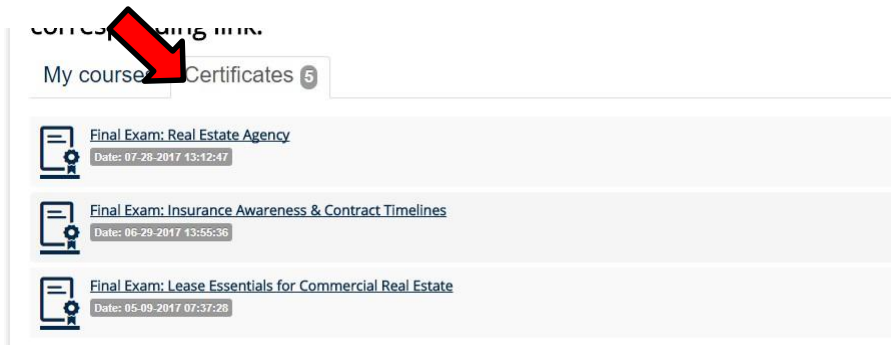 corresponding link.
My courses
Certificates 5
Final Exam: Real Estate Agency
Date: 07-28-2017 13:12:47
Final Exam: Insurance Awareness & Contract Timelines
Date: 06-29-2017 13:55:36
Final Exam: Lease Essentials for Commercial Real Estate
Date: 05-09-2017 07:37:28